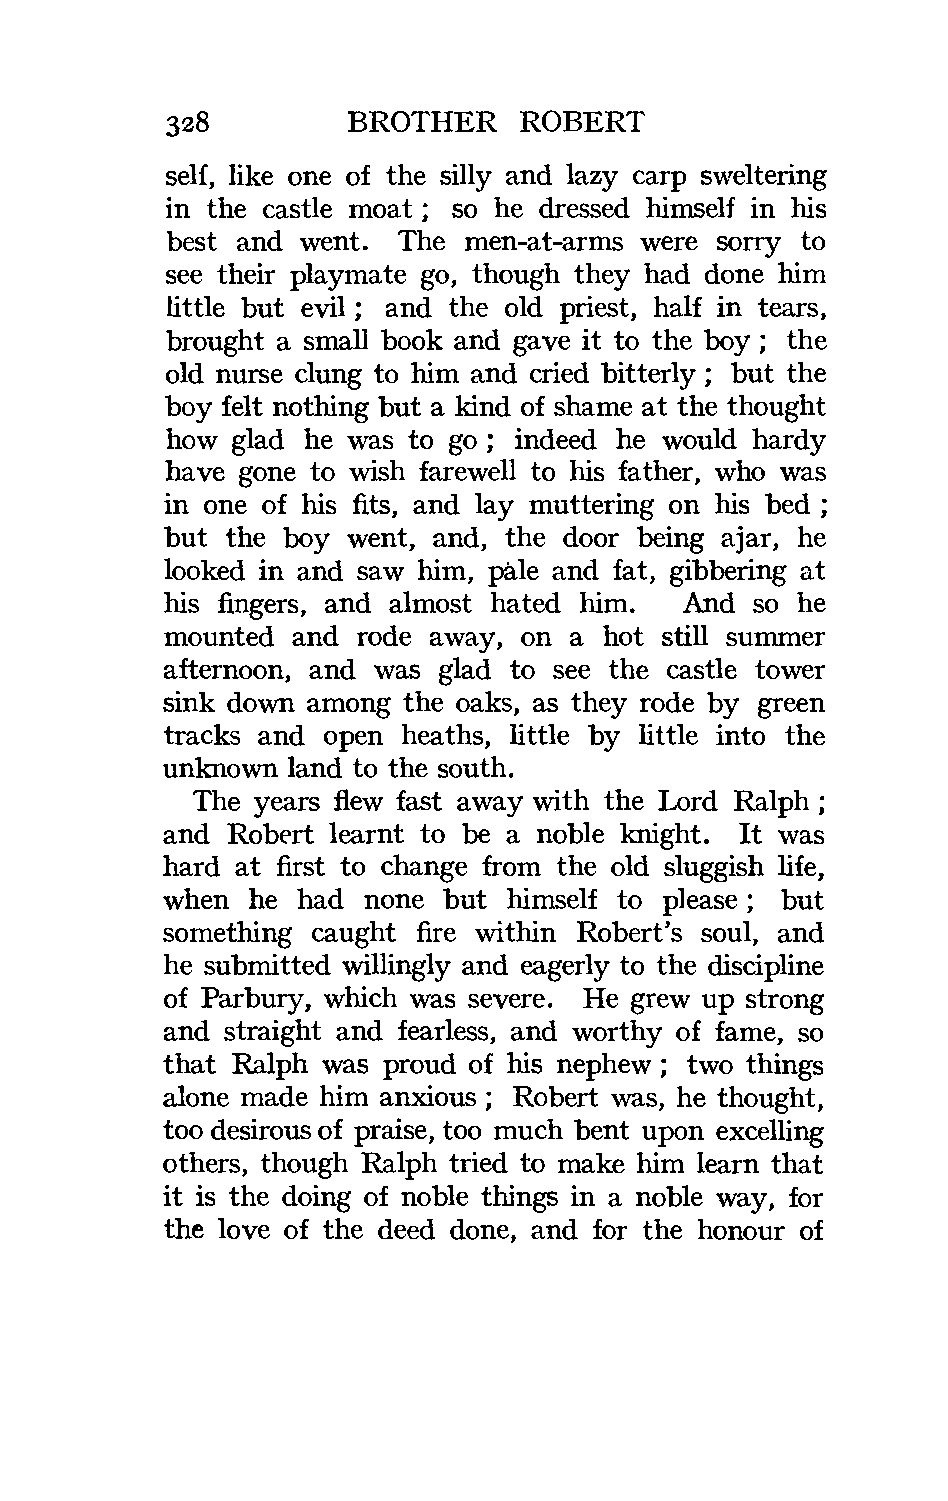 328 BROTHER ROBERT
self, like one of the silly and lazy carp sweltering
in the castle moat ; so he dressed himself in his
best and went. The men-at-arms were sorry to
see their playmate go, though they had done him
little but evil ; and the old priest, half in tears,
brought a small book and gave it to the boy ; the
old nurse clung to him and cried bitterly ; but the
boy felt nothing but a kind of shame at the thought
how glad he was to go ; indeed he would hardy
have gone to wish farewell to his father, who was
in one of his fits, and lay muttering on his bed ;
but the boy went, and, the door being ajar, he
looked in and saw him, pale and fat, gibbering at
his fingers, and almost hated him. And so he
mounted and rode away, on a hot still summer
afternoon, and was glad to see the castle tower
sink down among the oaks, as they rode by green
tracks and open heaths, little by little into the
unknown land to the south.
The years flew fast away with the Lord Ralph ;
and Robert learnt to be a noble knight. It was
hard at first to change from the old sluggish life,
when he had none but himself to please ; but
something caught fire within Robert's soul, and
he submitted willingly and eagerly to the discipline
of Parbury, which was severe. He grew up strong
and straight and fearless, and worthy of fame, so
that Ralph was proud of his nephew ; two things
alone made him anxious ; Robert was, he thought,
too desirous of praise, too much bent upon excelling
others, though Ralph tried to make him learn that
it is the doing of noble things in a noble way, for
the love of the deed done, and for the honour of